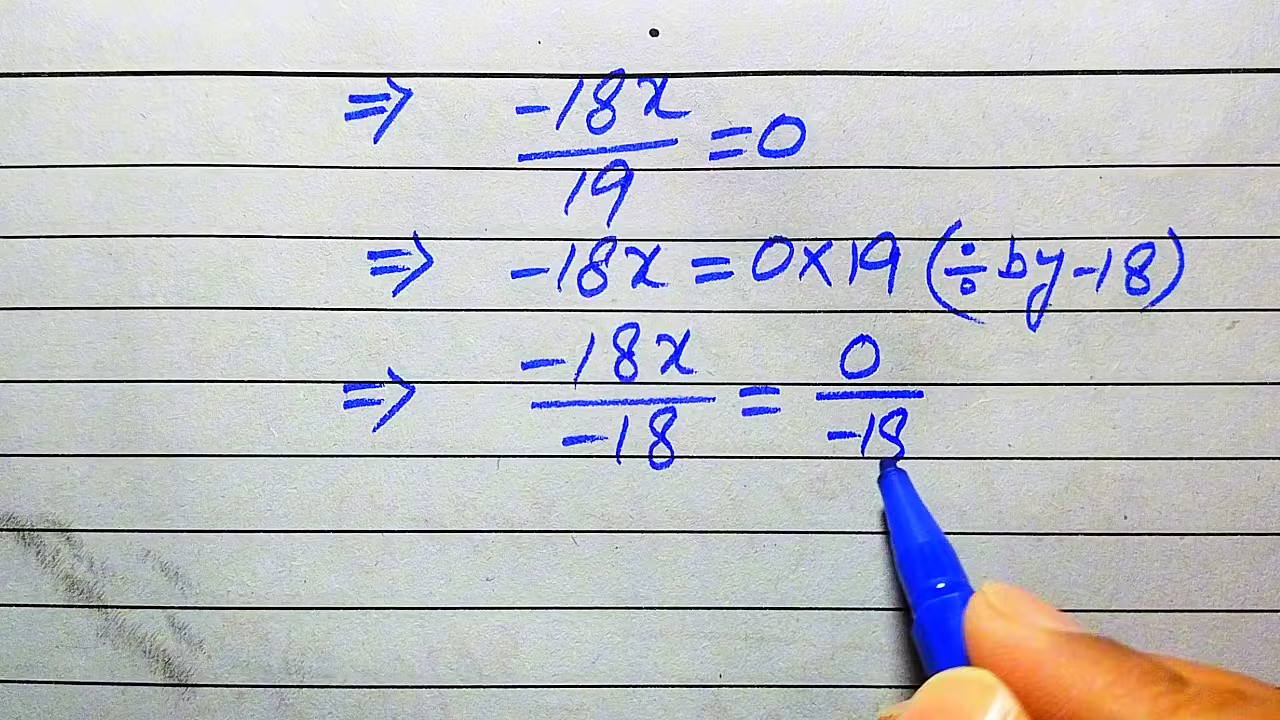 ⇒ -18x/19 = 0
⇒ -18x = 0×19 (÷ by -18)
⇒ -18x/-18 = 0/-18